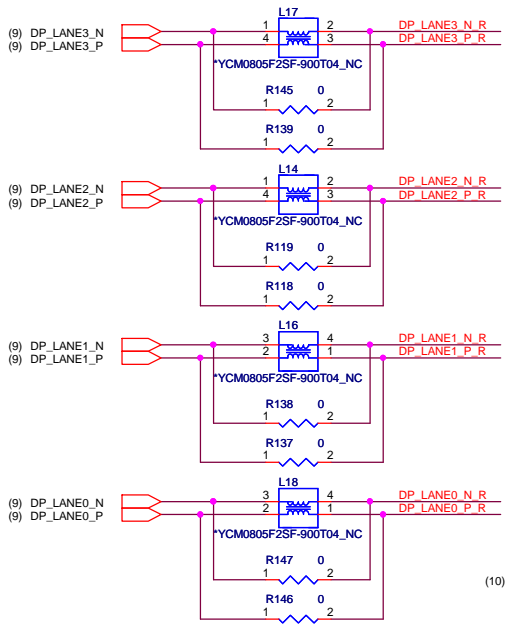 L17
(9) DP_LANE3_N 1 2 DP_LANE3_N_R
(9) DP_LANE3_P 4 3 DP_LANE3_P_R
*YCM0805F2SF-900T04_NC
R145 0
1 2
R139 0
1 2
L14
(9) DP_LANE2_N 1 2 DP_LANE2_N_R
(9) DP_LANE2_P 4 3 DP_LANE2_P_R
*YCM0805F2SF-900T04_NC
R119 0
1 2
R118 0
1 2
L16
(9) DP_LANE1_N 3 4 DP_LANE1_N_R
(9) DP_LANE1_P 2 1 DP_LANE1_P_R
*YCM0805F2SF-900T04_NC
R138 0
1 2
R137 0
1 2
L18
(9) DP_LANE0_N 3 4 DP_LANE0_N_R
(9) DP_LANE0_P 2 1 DP_LANE0_P_R
*YCM0805F2SF-900T04_NC
R147 0
1 2
(10)
R146 0
1 2